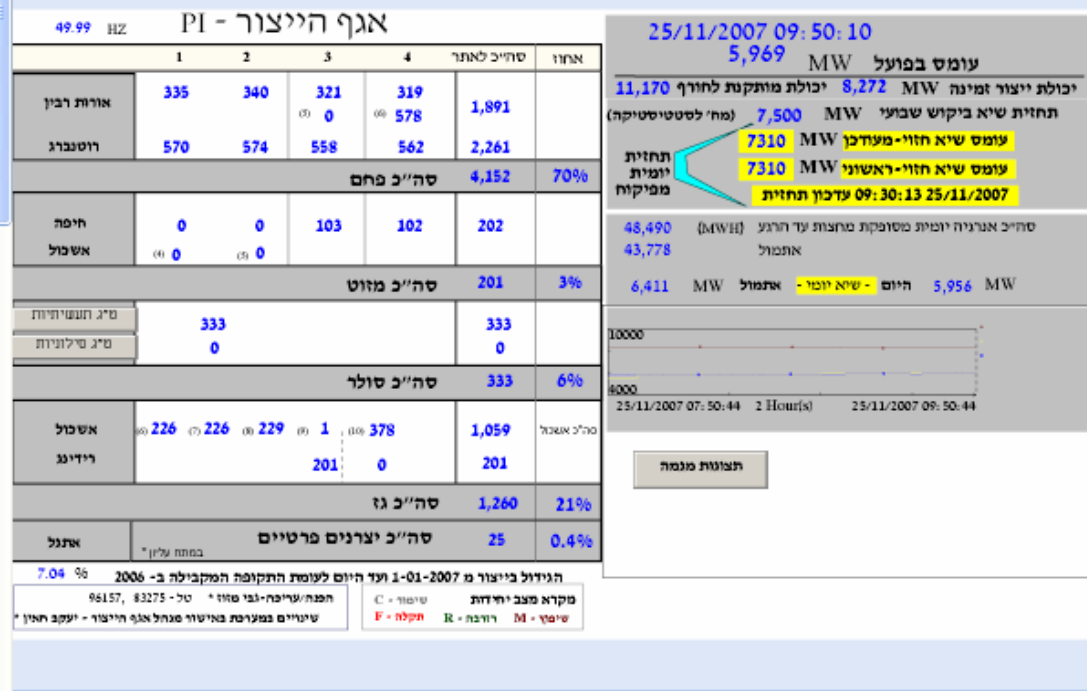 49.99 HZ
אגף הייצור - PI
1 2 3 4 סה״כ לאתר אחוז
אורות רבין 335 340 321 319 1,891
(5) 0 (6) 578
רוטנברג 570 574 558 562 2,261
סה״כ פחם 4,152 70%
חיפה 0 0 103 102 202
אשכול (4) 0 (3) 0
סה״כ מזוט 201 3%
ט״ג תעשיתיות 333 333
ט״ג סילוניות 0 0
סה״כ סולר 333 6%
אשכול (6) 226 (7) 226 (8) 229 (9) 1 (10) 378 1,059 סה״כ אשכול
רידינג 201 0 201
סה״כ גז 1,260 21%
אתגל במתח עליון * סה״כ יצרנים פרטיים 25 0.4%
הגידול בייצור מ 1-01-2007 ועד היום לעומת התקופה המקבילה ב- 2006 7.04 %
הפנה/עריכה-גבי מזוז * טל - 83275 ,96157
שינויים במערכת באישור מנהל אגף הייצור - יעקב חאין *
מקרא מצב יחידות שימור - C
שיפוץ - M רזרבה - R תקלה - F
25/11/2007 09:50:10
עומס בפועל MW 5,969
יכולת ייצור זמינה MW 8,272 יכולת מותקנת לחורף 11,170
תחזית שיא ביקוש שבועי MW 7,500 (מח' לסטטיסטיקה)
תחזית
יומית
מפיקוח
עומס שיא חזוי-מעודכן MW 7310
עומס שיא חזוי-ראשוני MW 7310
25/11/2007 09:30:13 עדכון תחזית
סה״כ אנרגיה יומית מסופקת מחצות עד הרגע (MWH) 48,490
אתמול 43,778
MW 5,956 היום - שיא יומי - אתמול MW 6,411
10000
4000
25/11/2007 07:50:44 2 Hour(s) 25/11/2007 09:50:44
תצוגות מגמה